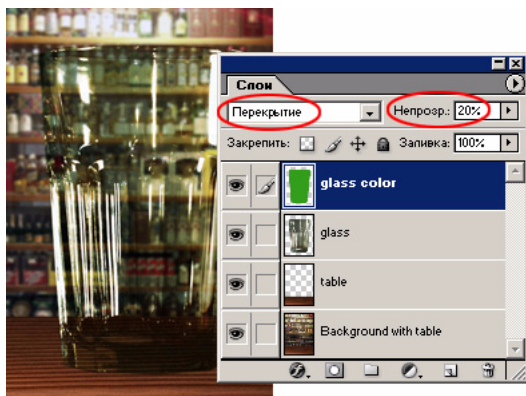 Слои
Перекрытие Непрозр.: 20%
Закрепить: Заливка: 100%
glass color
glass
table
Background with table